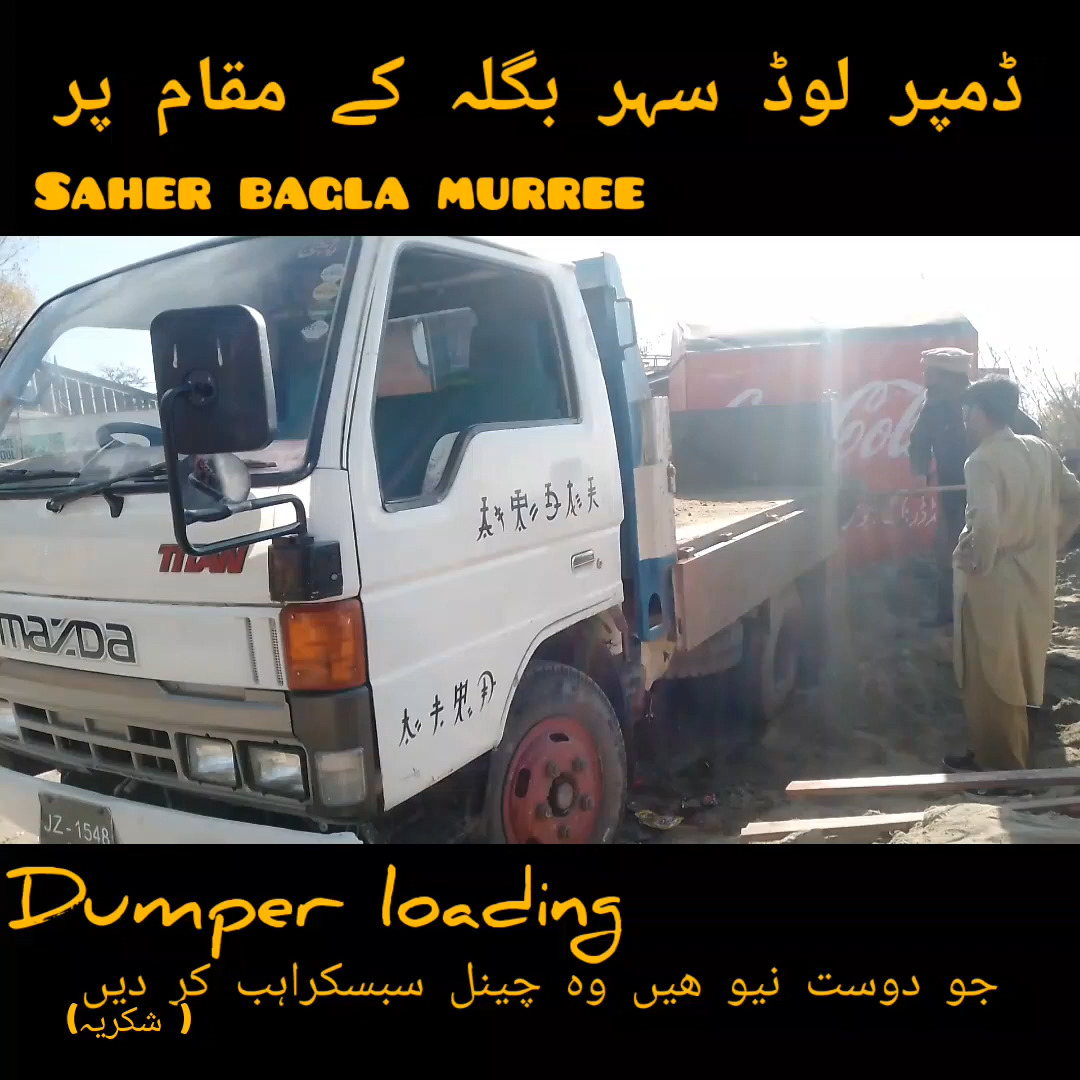 ڈمپر لوڈ سہر بگلہ کے مقام پر
SAHER BAGLA MURREE
TITAN
mazda
JZ-1548
Dumper loading
جو دوست نیو ھیں وہ چینل سبسکراہب کر دیں
( شکریہ )